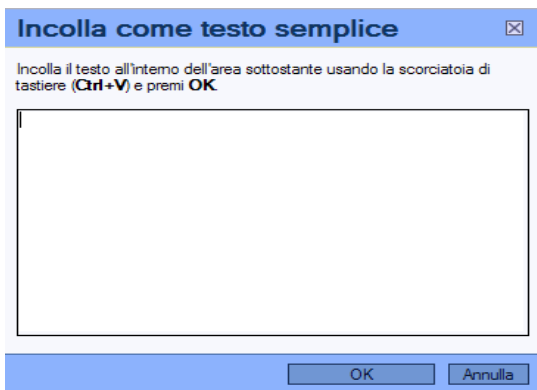 Incolla come testo semplice
Incolla il testo all'interno dell'area sottostante usando la scorciatoia di
tastiere (Ctrl+V) e premi OK.
OK
Annulla